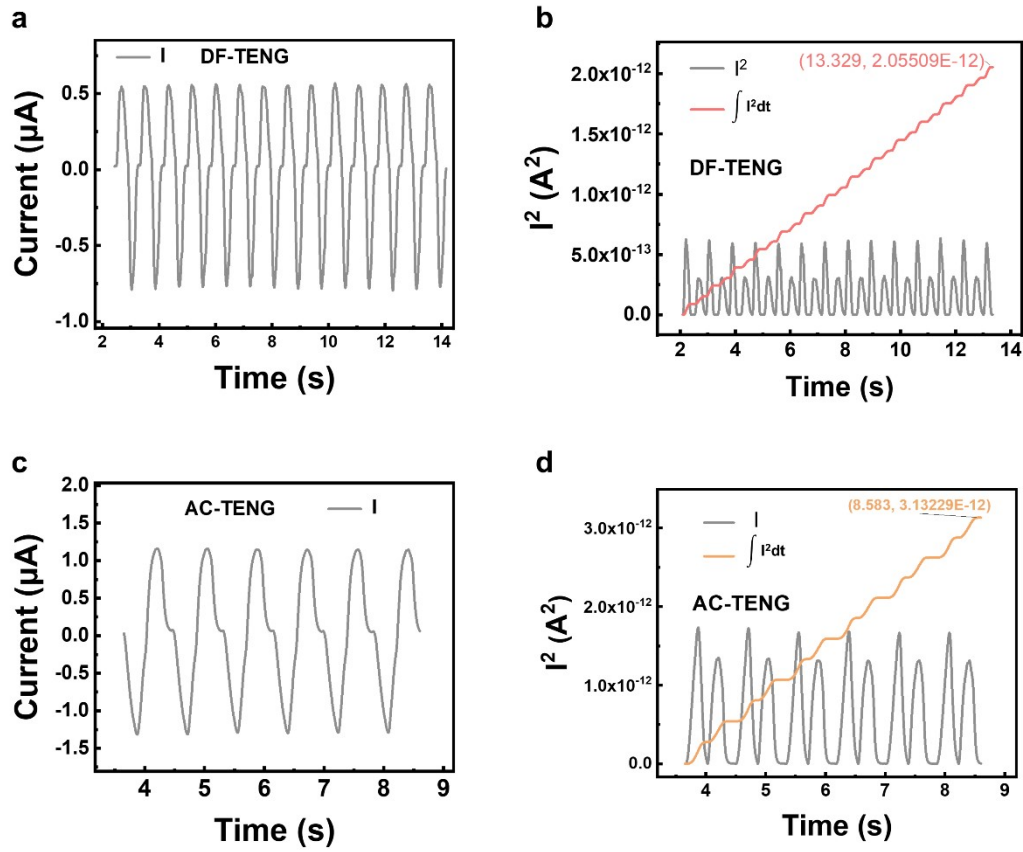 a
I DF-TENG
Current (µA)
0.5
0.0
-0.5
-1.0
2 4 6 8 10 12 14
Time (s)
b
(13.329, 2.05509E-12)
I²
∫ I²dt
DF-TENG
I² (A²)
2.0x10⁻¹²
1.5x10⁻¹²
1.0x10⁻¹²
5.0x10⁻¹³
0.0
2 4 6 8 10 12 14
Time (s)
c
AC-TENG I
Current (µA)
2.0
1.5
1.0
0.5
0.0
-0.5
-1.0
-1.5
4 5 6 7 8 9
Time (s)
d
(8.583, 3.13229E-12)
I
∫ I²dt
AC-TENG
I² (A²)
3.0x10⁻¹²
2.0x10⁻¹²
1.0x10⁻¹²
0.0
4 5 6 7 8 9
Time (s)